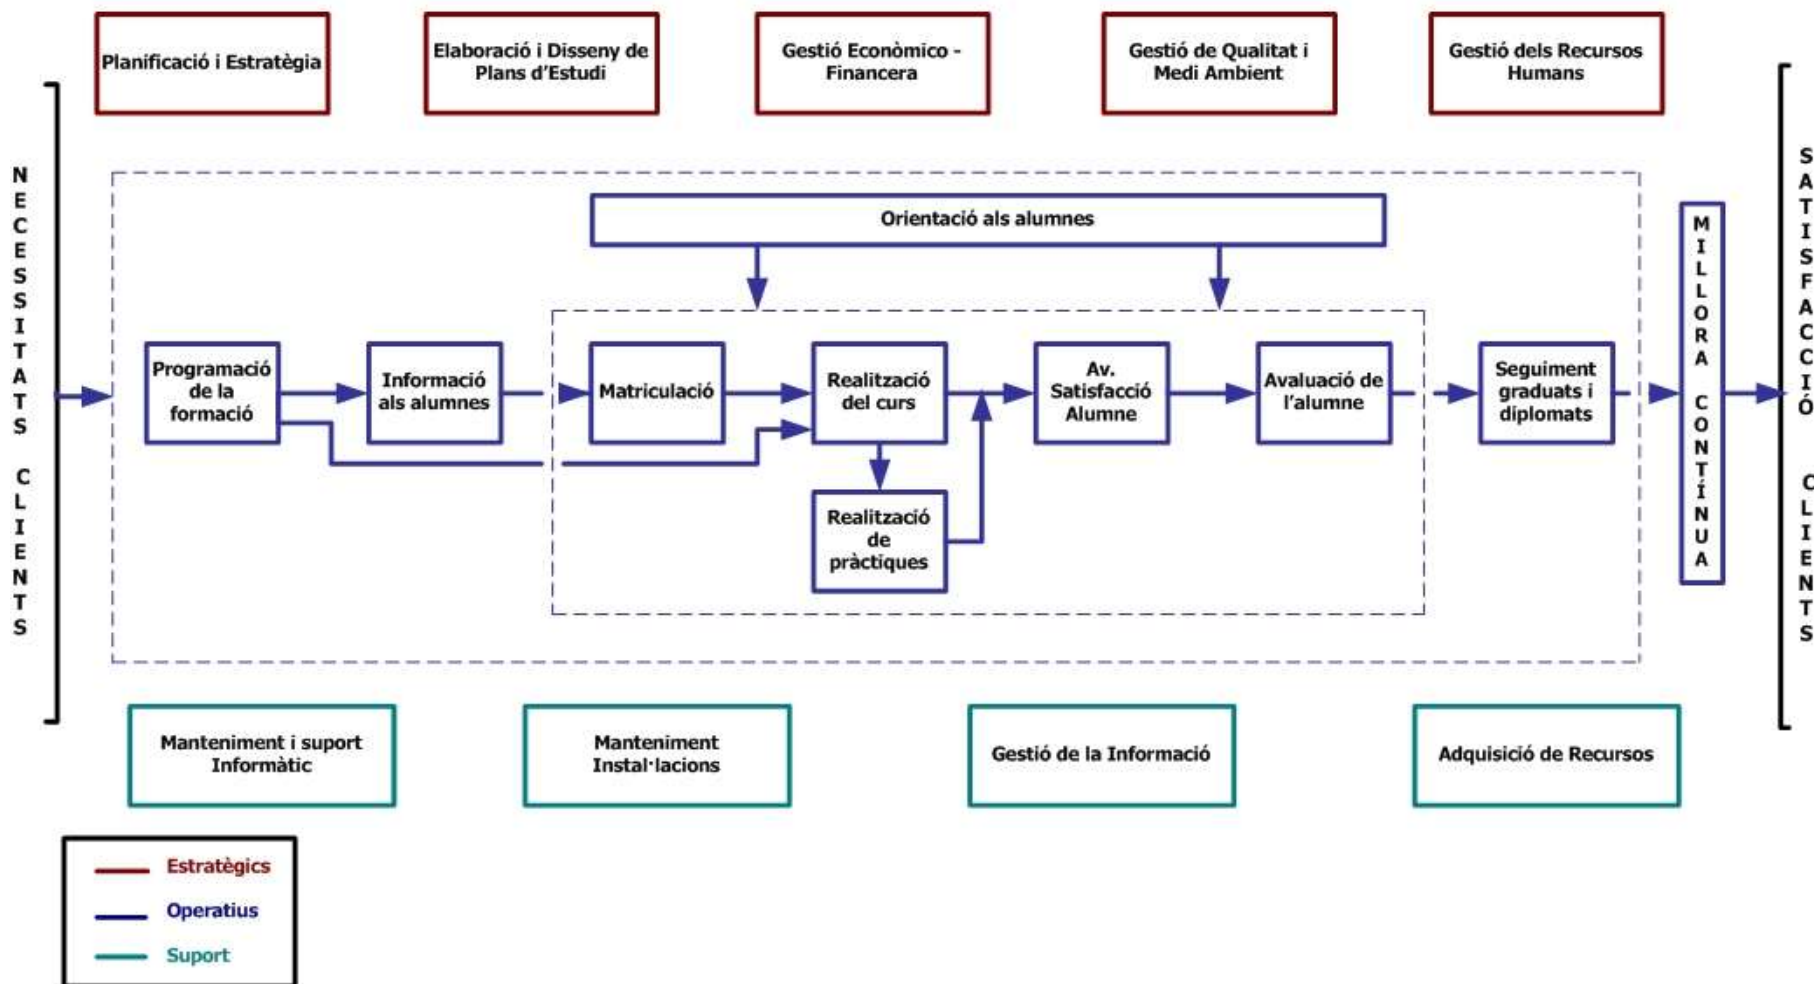 Planificació i Estratègia
Elaboració i Disseny de
Plans d'Estudi
Gestió Econòmico -
Financera
Gestió de Qualitat i
Medi Ambient
Gestió dels Recursos
Humans
NECESSITATS CLIENTS
Orientació als alumnes
Programació
de la
formació
Informació
als alumnes
Matriculació
Realització
del curs
Realització
de
pràctiques
Av.
Satisfacció
Alumne
Avaluació de
l'alumne
Seguiment
graduats i
diplomats
MILLORA CONTÍNUA
SATISFACCIÓ CLIENTS
Manteniment i suport
Informàtic
Manteniment
Instal·lacions
Gestió de la Informació
Adquisició de Recursos
Estratègics
Operatius
Suport